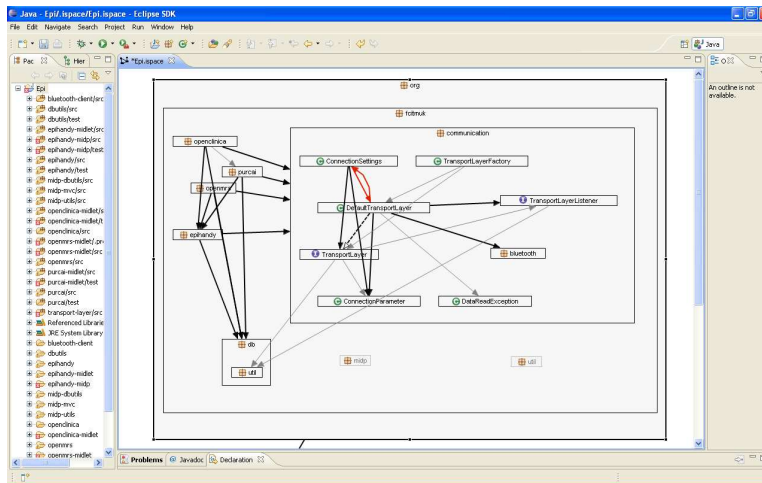 Java - Epi/.ispace/Epi.ispace - Eclipse SDK
File Edit Navigate Search Project Run Window Help
Java
Pac
Hier
*Epi.ispace
An outline is not available.
Epi
bluetooth-client/src
dbutils/src
dbutils/test
epihandy-midlet/src
epihandy-midp/src
epihandy-midp/test
epihandy/src
epihandy/test
midp-dbutils/src
midp-mvc/src
midp-utils/src
openclinica-midlet/s
openclinica-midlet/t
openclinica/src
openmrs-midlet/.pro
openmrs-midlet/src
openmrs/src
purcai-midlet/src
purcai-midlet/test
purcai/src
purcai/test
transport-layer/src
Referenced Librarie
JRE System Library
bluetooth-client
dbutils
epihandy
epihandy-midlet
epihandy-midp
midp-dbutils
midp-mvc
midp-utils
openclinica
openclinica-midlet
openmrs
openmrs-midlet
org
fcitmuk
communication
openclinica
purcai
openmrs
epihandy
ConnectionSettings
TransportLayerFactory
DefaultTransportLayer
TransportLayerListener
TransportLayer
bluetooth
ConnectionParameter
DataReadException
db
util
midp
util
Problems
@ Javadoc
Declaration